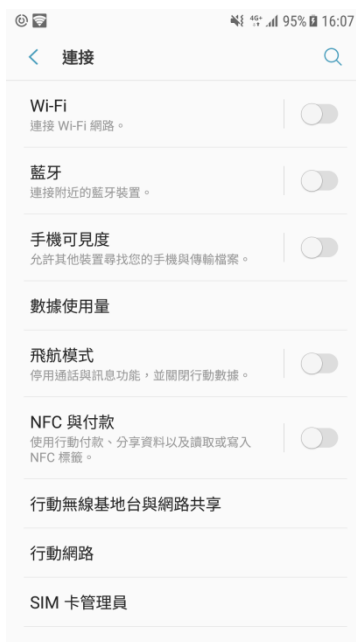 4G+ 95% 16:07
連接
Wi-Fi
連接 Wi-Fi 網路。
藍牙
連接附近的藍牙裝置。
手機可見度
允許其他裝置尋找您的手機與傳輸檔案。
數據使用量
飛航模式
停用通話與訊息功能，並關閉行動數據。
NFC 與付款
使用行動付款、分享資料以及讀取或寫入
NFC 標籤。
行動無線基地台與網路共享
行動網路
SIM 卡管理員